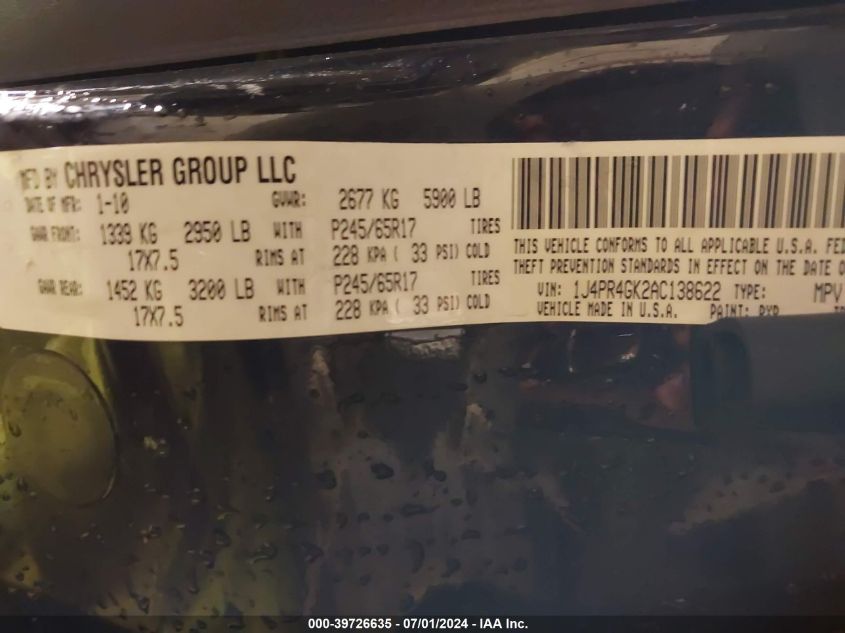 MFD BY CHRYSLER GROUP LLC
DATE OF MFR: 1-10 GVWR: 2677 KG 5900 LB
GAWR FRONT: 1339 KG 2950 LB WITH P245/65R17 TIRES
17X7.5 RIMS AT 228 KPA ( 33 PSI) COLD
GAWR REAR: 1452 KG 3200 LB WITH P245/65R17 TIRES
17X7.5 RIMS AT 228 KPA ( 33 PSI) COLD
THIS VEHICLE CONFORMS TO ALL APPLICABLE U.S.A. FED
THEFT PREVENTION STANDARDS IN EFFECT ON THE DATE O
VIN: 1J4PR4GK2AC138622 TYPE: MPV
VEHICLE MADE IN U.S.A. PAINT:
000-39726635 - 07/01/2024 - IAA Inc.